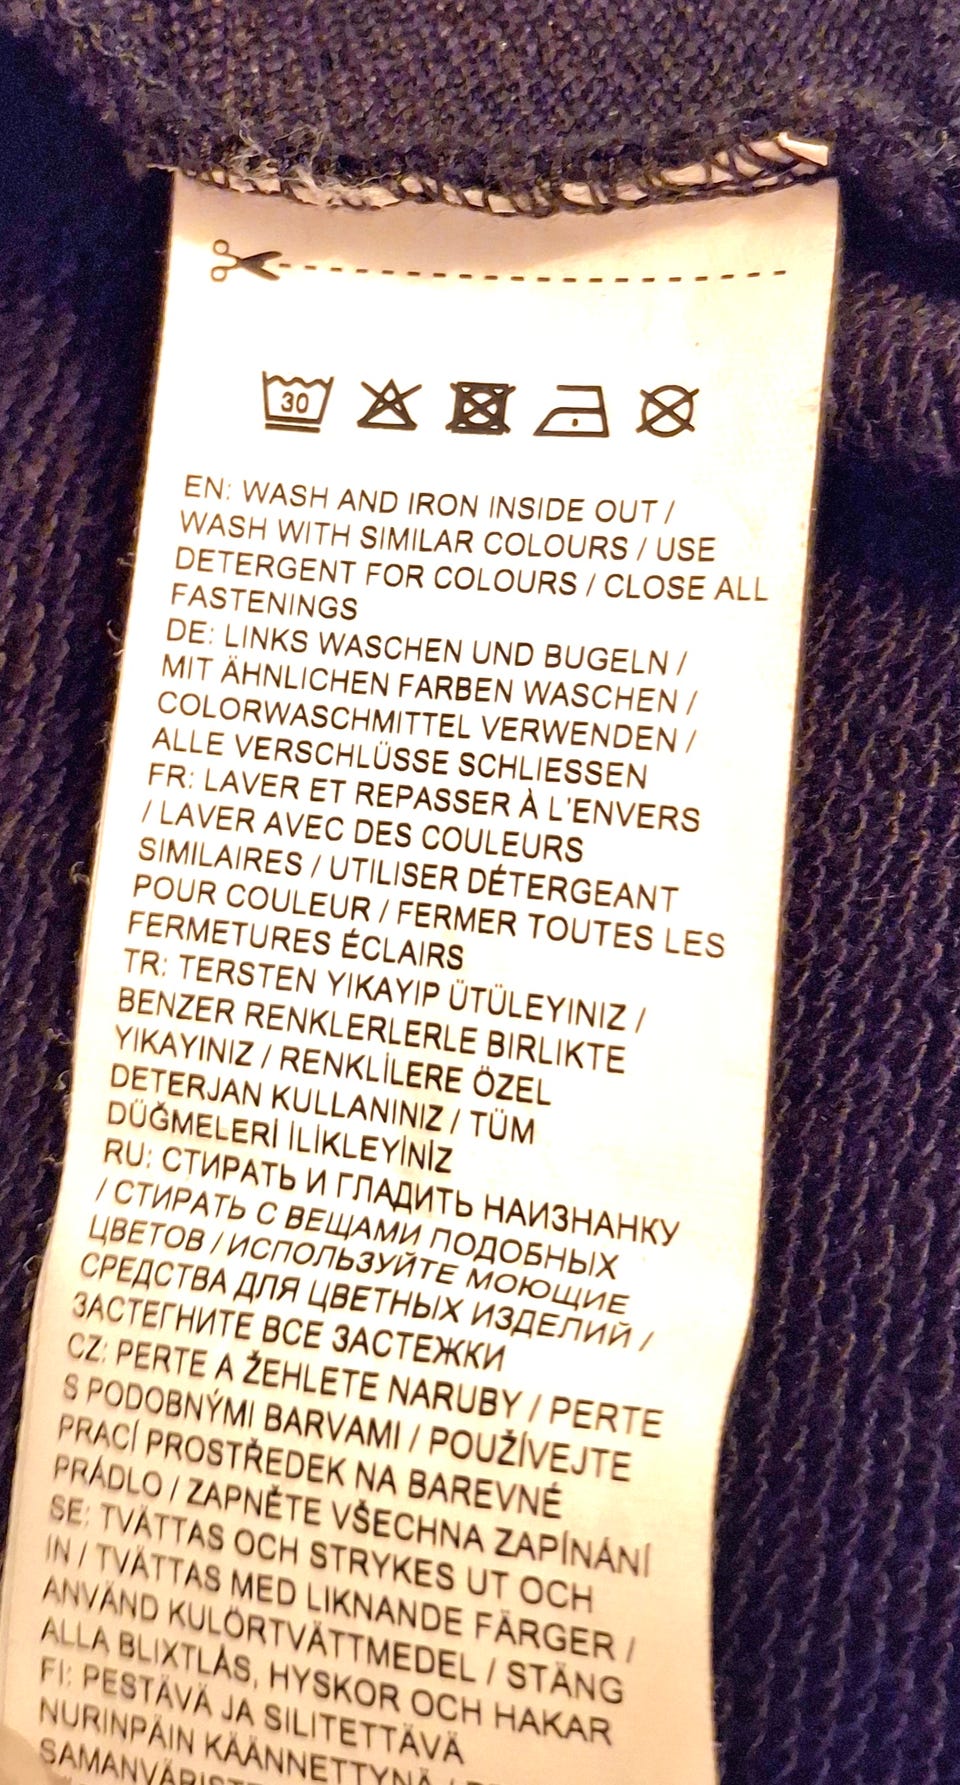 30
EN: WASH AND IRON INSIDE OUT /
WASH WITH SIMILAR COLOURS / USE
DETERGENT FOR COLOURS / CLOSE ALL
FASTENINGS
DE: LINKS WASCHEN UND BUGELN /
MIT ÄHNLICHEN FARBEN WASCHEN /
COLORWASCHMITTEL VERWENDEN /
ALLE VERSCHLÜSSE SCHLIESSEN
FR: LAVER ET REPASSER À L'ENVERS
/ LAVER AVEC DES COULEURS
SIMILAIRES / UTILISER DÉTERGEANT
POUR COULEUR / FERMER TOUTES LES
FERMETURES ÉCLAIRS
TR: TERSTEN YIKAYIP ÜTÜLEYINIZ /
BENZER RENKLERLERLE BIRLIKTE
YIKAYINIZ / RENKLİLERE ÖZEL
DETERJAN KULLANINIZ / TÜM
DÜĞMELERİ İLİKLEYİNİZ
RU: СТИРАТЬ И ГЛАДИТЬ НАИЗНАНКУ
/ СТИРАТЬ С ВЕЩАМИ ПОДОБНЫХ
ЦВЕТОВ / ИСПОЛЬЗУЙТЕ МОЮЩИЕ
СРЕДСТВА ДЛЯ ЦВЕТНЫХ ИЗДЕЛИЙ /
ЗАСТЕГНИТЕ ВСЕ ЗАСТЕЖКИ
CZ: PERTE A ŽEHLETE NARUBY / PERTE
S PODOBNÝMI BARVAMI / POUŽÍVEJTE
PRACÍ PROSTŘEDEK NA BAREVNÉ
PRÁDLO / ZAPNĚTE VŠECHNA ZAPÍNÁNÍ
SE: TVÄTTAS OCH STRYKES UT OCH
IN / TVÄTTAS MED LIKNANDE FÄRGER /
ANVÄND KULÖRTVÄTTMEDEL / STÄNG
ALLA BLIXTLÅS, HYSKOR OCH HAKAR
FI: PESTÄVÄ JA SILITETTÄVÄ
NURINPÄIN KÄÄNNETTYNÄ /